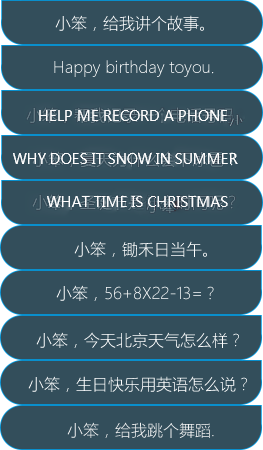 小笨，给我讲个故事。
Happy birthday toyou.
HELP ME RECORD A PHONE
WHY DOES IT SNOW IN SUMMER
WHAT TIME IS CHRISTMAS
小笨，锄禾日当午。
小笨，56+8X22-13=？
小笨，今天北京天气怎么样？
小笨，生日快乐用英语怎么说？
小笨，给我跳个舞蹈.